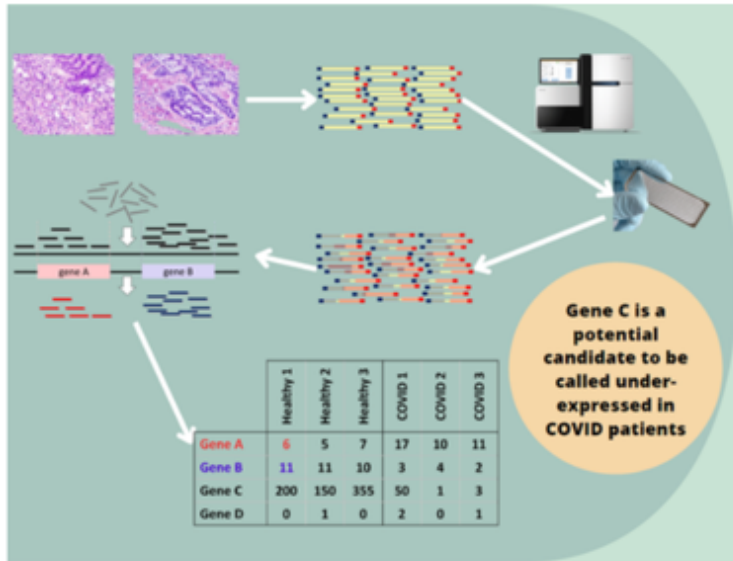 gene A gene B
Gene C is a
potential
candidate to be
called under-
expressed in
COVID patients
Healthy 1 Healthy 2 Healthy 3 COVID 1 COVID 2 COVID 3
Gene A 6 5 7 17 10 11
Gene B 11 11 10 3 4 2
Gene C 200 150 355 50 1 3
Gene D 0 1 0 2 0 1